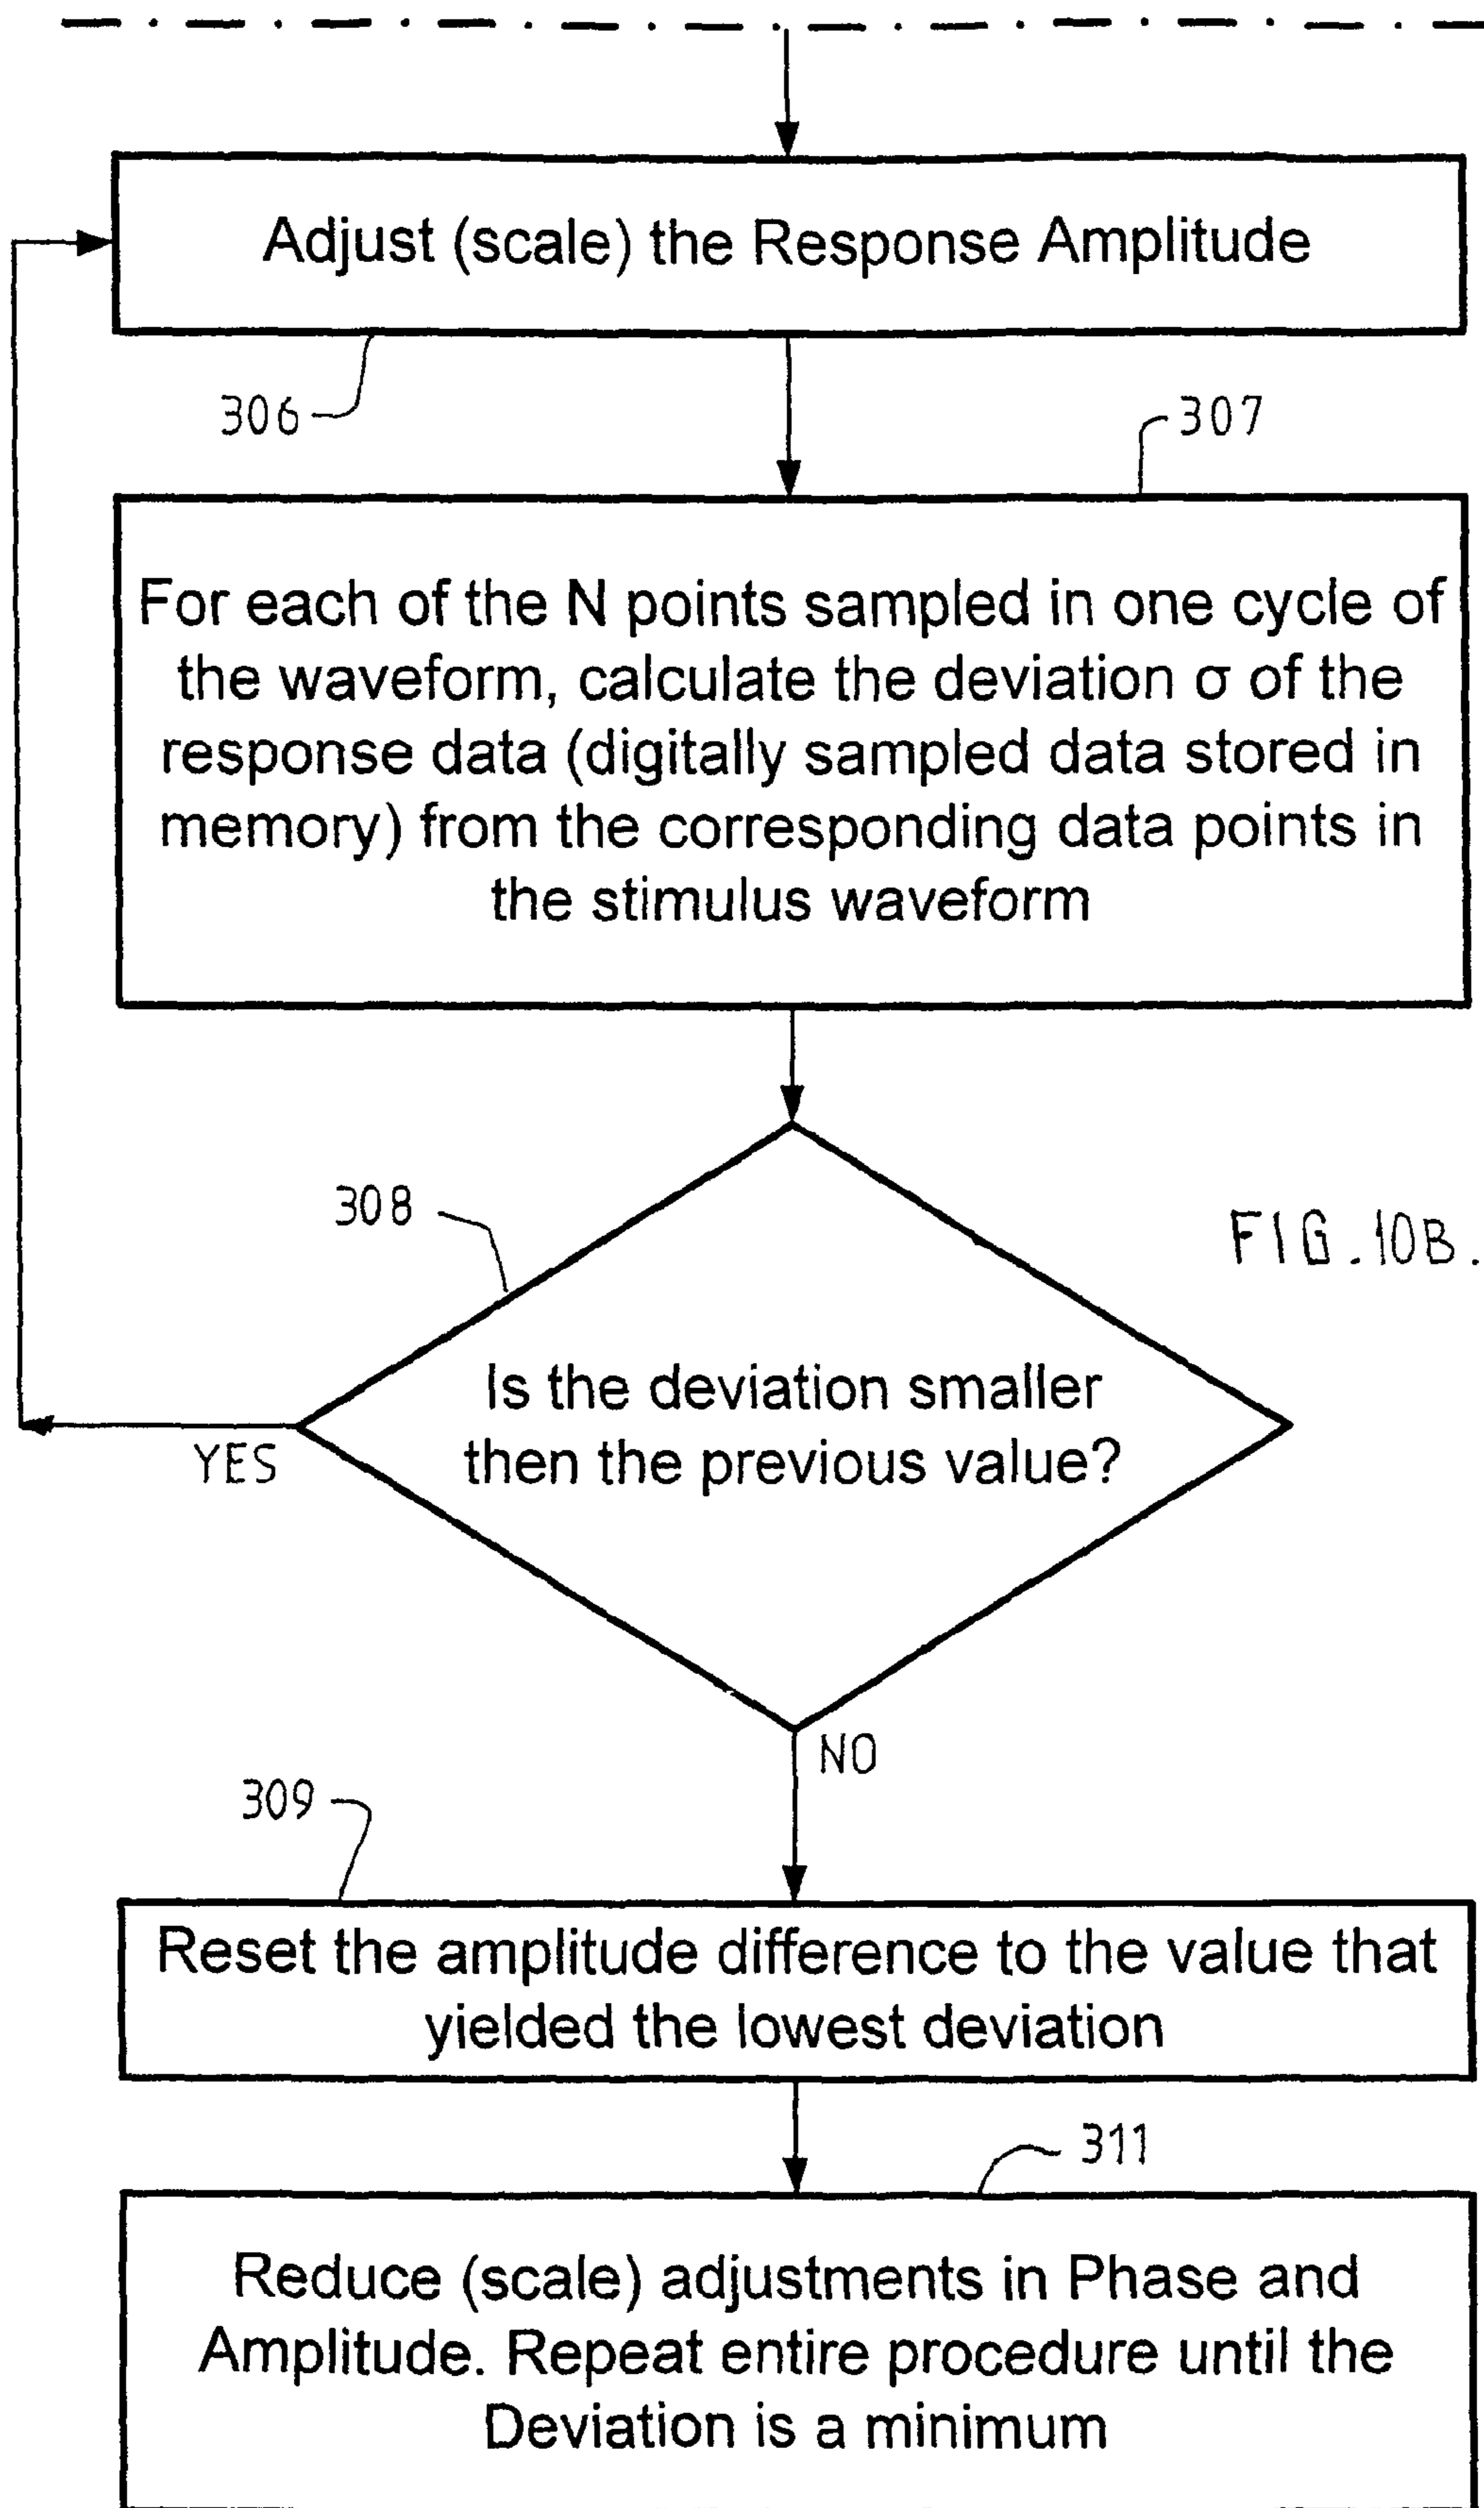 Adjust (scale) the Response Amplitude
306
307
For each of the N points sampled in one cycle of
the waveform, calculate the deviation σ of the
response data (digitally sampled data stored in
memory) from the corresponding data points in
the stimulus waveform
308
FIG.10B.
Is the deviation smaller
then the previous value?
YES
NO
309
Reset the amplitude difference to the value that
yielded the lowest deviation
311
Reduce (scale) adjustments in Phase and
Amplitude. Repeat entire procedure until the
Deviation is a minimum